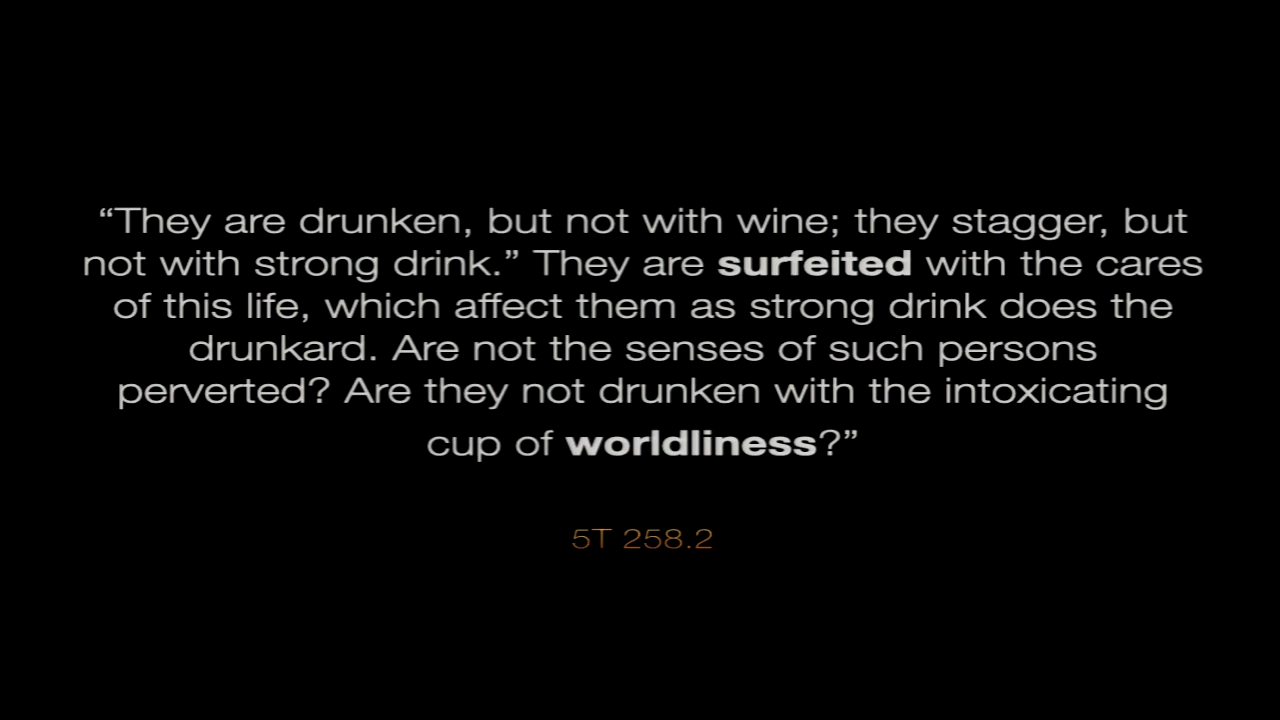 “They are drunken, but not with wine; they stagger, but
not with strong drink.” They are surfeited with the cares
of this life, which affect them as strong drink does the
drunkard. Are not the senses of such persons
perverted? Are they not drunken with the intoxicating
cup of worldliness?”
5T 258.2